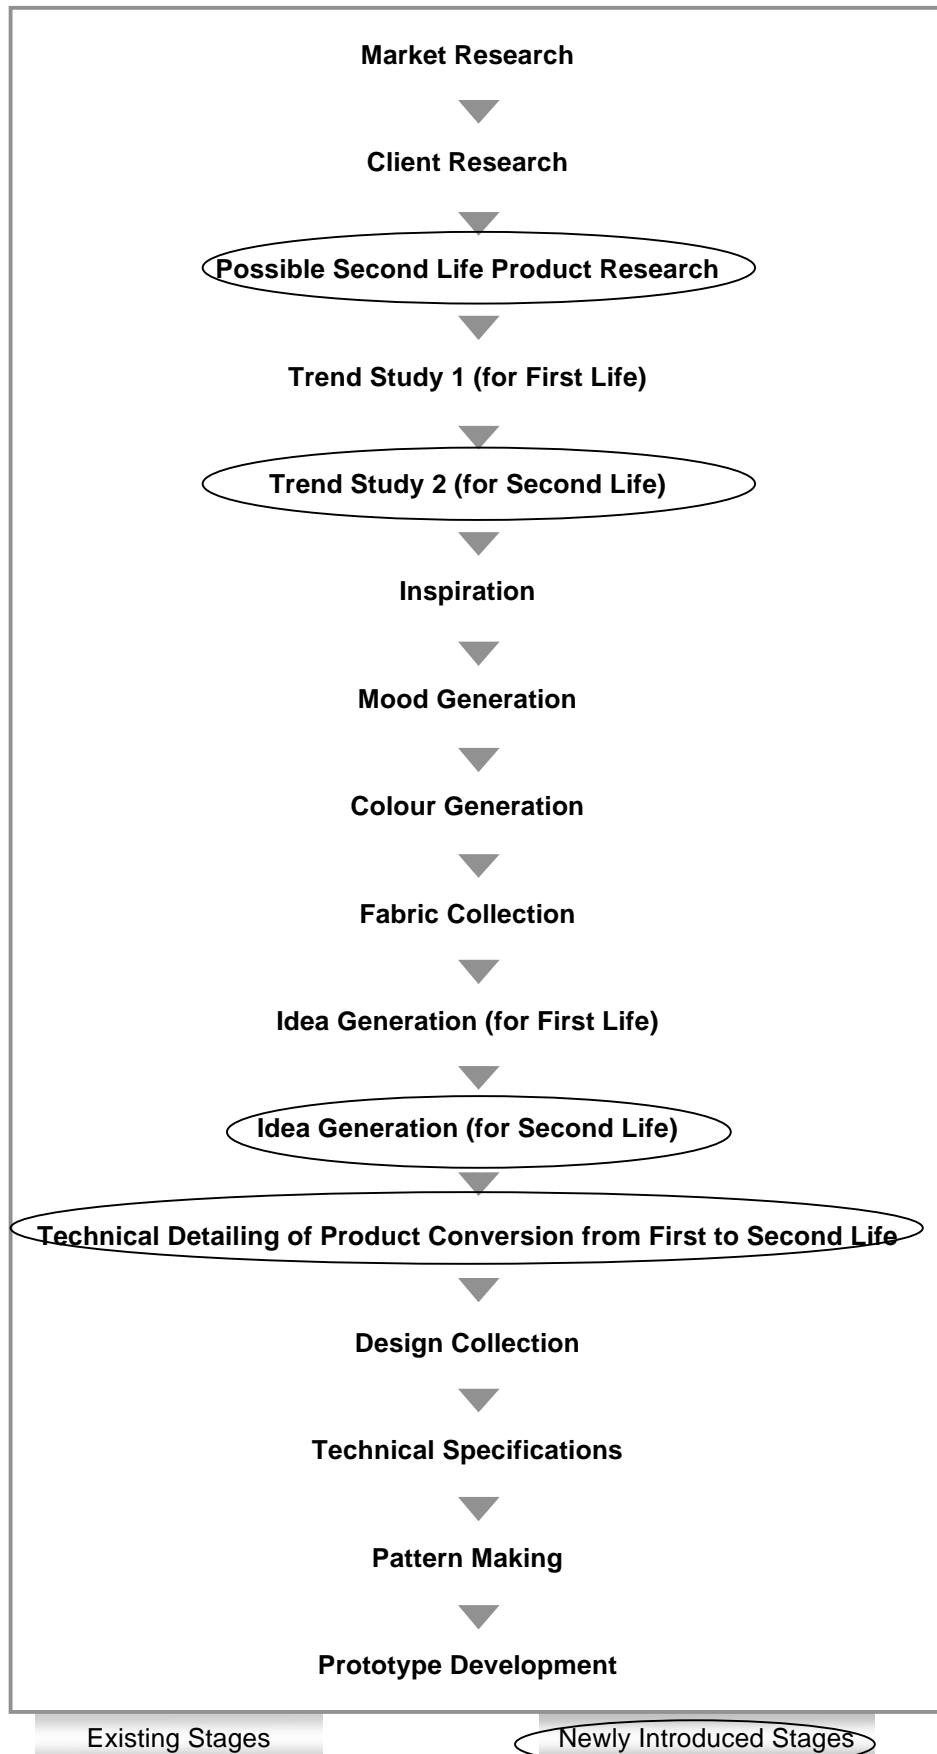 Market Research
Client Research
Possible Second Life Product Research
Trend Study 1 (for First Life)
Trend Study 2 (for Second Life)
Inspiration
Mood Generation
Colour Generation
Fabric Collection
Idea Generation (for First Life)
Idea Generation (for Second Life)
Technical Detailing of Product Conversion from First to Second Life
Design Collection
Technical Specifications
Pattern Making
Prototype Development
Existing Stages
Newly Introduced Stages